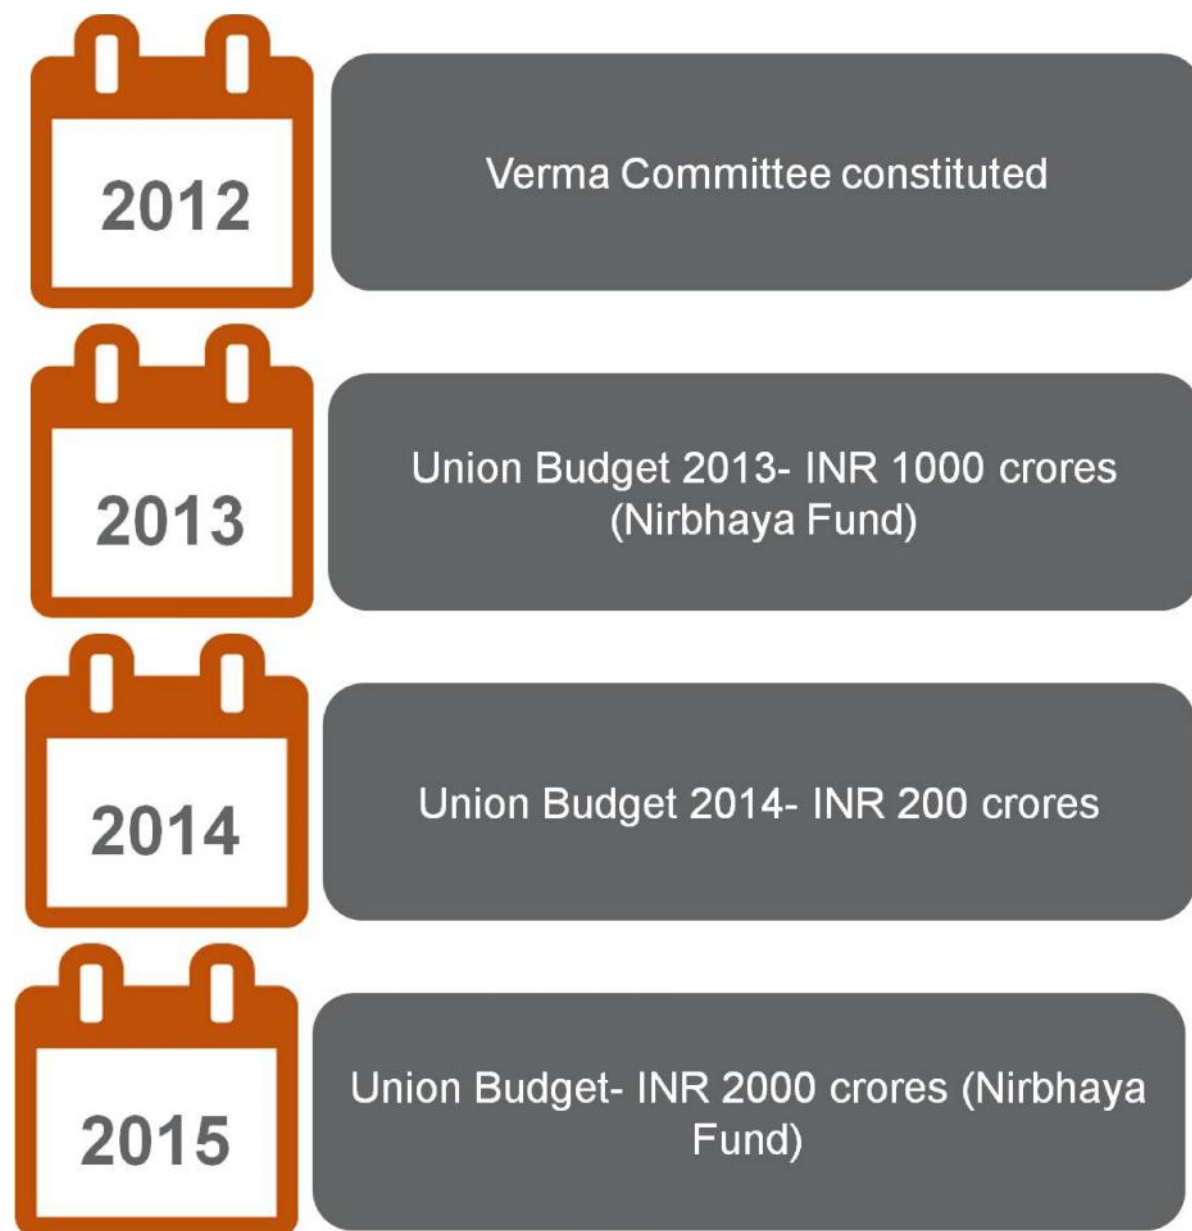 2012
Verma Committee constituted
2013
Union Budget 2013- INR 1000 crores
(Nirbhaya Fund)
2014
Union Budget 2014- INR 200 crores
2015
Union Budget- INR 2000 crores (Nirbhaya
Fund)